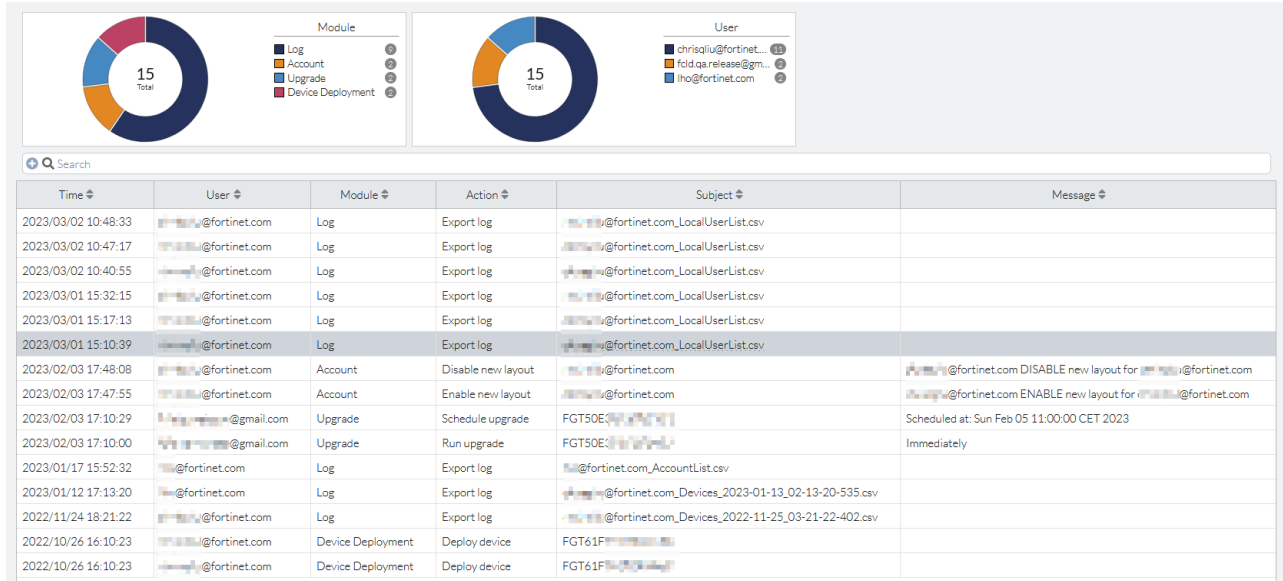 Module
15
Total
Log 9
Account 2
Upgrade 2
Device Deployment 2
User
15
Total
chrisqliu@fortinet.... 11
fcld.qa.release@gm... 2
lho@fortinet.com 2
Search
Time User Module Action Subject Message
2023/03/02 10:48:33 @fortinet.com Log Export log @fortinet.com_LocalUserList.csv
2023/03/02 10:47:17 @fortinet.com Log Export log @fortinet.com_LocalUserList.csv
2023/03/02 10:40:55 @fortinet.com Log Export log @fortinet.com_LocalUserList.csv
2023/03/01 15:32:15 @fortinet.com Log Export log @fortinet.com_LocalUserList.csv
2023/03/01 15:17:13 @fortinet.com Log Export log @fortinet.com_LocalUserList.csv
2023/03/01 15:10:39 @fortinet.com Log Export log @fortinet.com_LocalUserList.csv
2023/02/03 17:48:08 @fortinet.com Account Disable new layout @fortinet.com @fortinet.com DISABLE new layout for @fortinet.com
2023/02/03 17:47:55 @fortinet.com Account Enable new layout @fortinet.com @fortinet.com ENABLE new layout for @fortinet.com
2023/02/03 17:10:29 @gmail.com Upgrade Schedule upgrade FGT50E Scheduled at: Sun Feb 05 11:00:00 CET 2023
2023/02/03 17:10:00 @gmail.com Upgrade Run upgrade FGT50E Immediately
2023/01/17 15:52:32 @fortinet.com Log Export log @fortinet.com_AccountList.csv
2023/01/12 17:13:20 @fortinet.com Log Export log @fortinet.com_Devices_2023-01-13_02-13-20-535.csv
2022/11/24 18:21:22 @fortinet.com Log Export log @fortinet.com_Devices_2022-11-25_03-21-22-402.csv
2022/10/26 16:10:23 @fortinet.com Device Deployment Deploy device FGT61F
2022/10/26 16:10:23 @fortinet.com Device Deployment Deploy device FGT61F